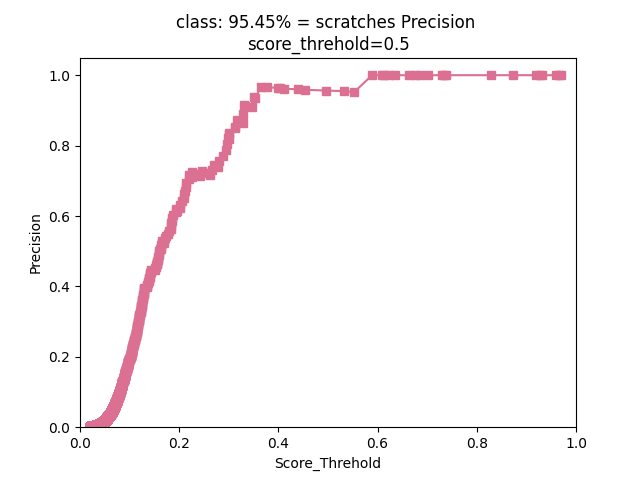 class: 95.45% = scratches Precision
score_threhold=0.5
1.0
0.8
0.6
0.4
0.2
0.0
Precision
0.0 0.2 0.4 0.6 0.8 1.0
Score_Threhold